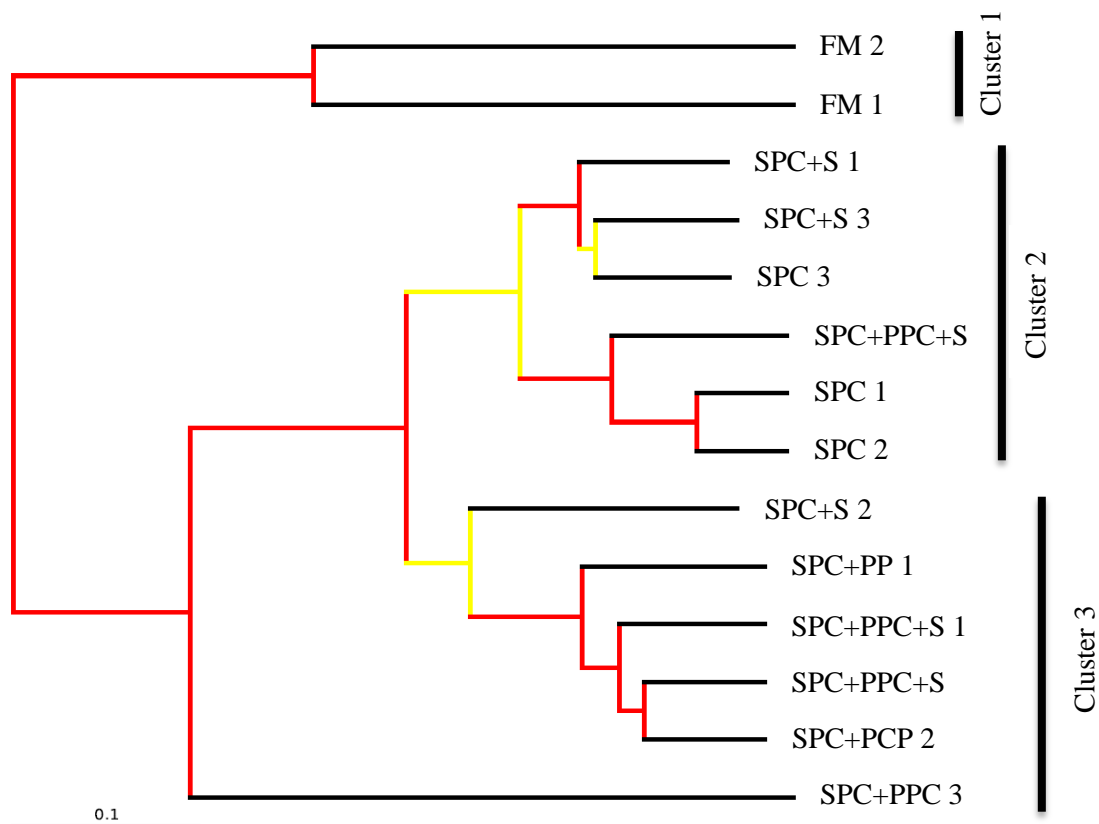 FM 2
FM 1
Cluster 1
SPC+S 1
SPC+S 3
SPC 3
SPC+PPC+S
SPC 1
SPC 2
Cluster 2
SPC+S 2
SPC+PP 1
SPC+PPC+S 1
SPC+PPC+S
SPC+PCP 2
SPC+PPC 3
Cluster 3
0.1